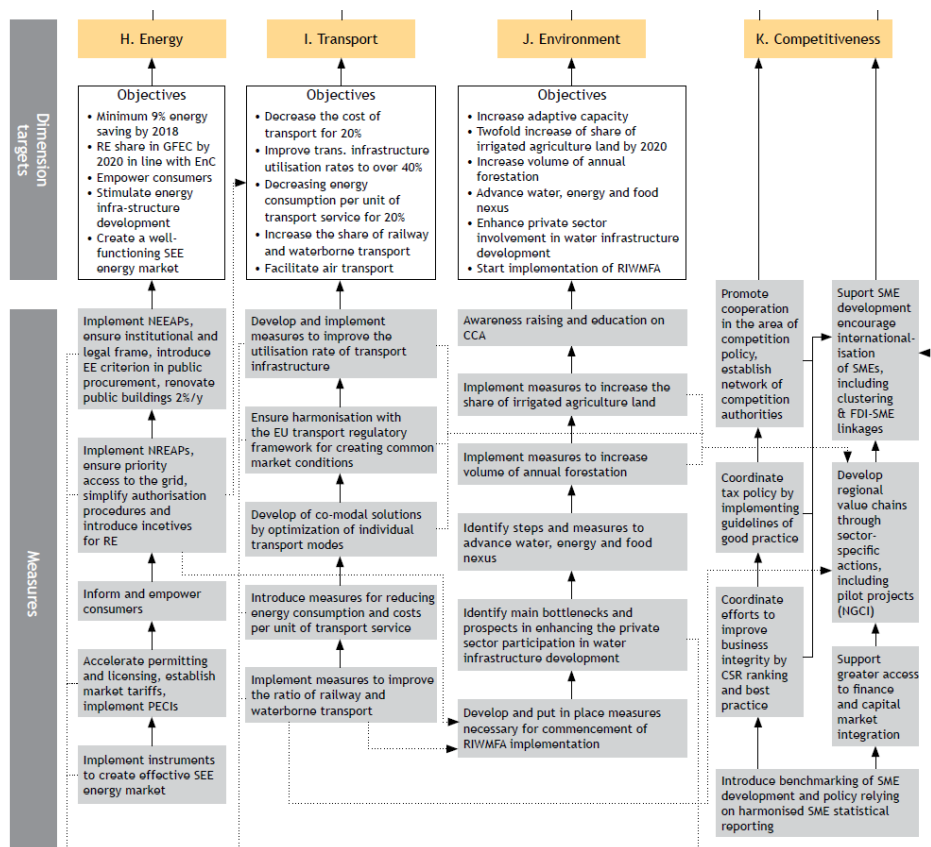 H. Energy
I. Transport
J. Environment
K. Competitiveness
Dimension
targets
Objectives
• Minimum 9% energy
saving by 2018
• RE share in GFEC by
2020 in line with EnC
• Empower consumers
• Stimulate energy
infra-structure
development
• Create a well-
functioning SEE
energy market
Objectives
• Decrease the cost of
transport for 20%
• Improve trans. infrastructure
utilisation rates to over 40%
• Decreasing energy
consumption per unit of
transport service for 20%
• Increase the share of railway
and waterborne transport
• Facilitate air transport
Objectives
• Increase adaptive capacity
• Twofold increase of share of
irrigated agriculture land by 2020
• Increase volume of annual
forestation
• Advance water, energy and food
nexus
• Enhance private sector
involvement in water infrastructure
development
• Start implementation of RIWMFA
Measures
Implement NEEAPs,
ensure institutional and
legal frame, introduce
EE criterion in public
procurement, renovate
public buildings 2%/y
Implement NREAPs,
ensure priority
access to the grid,
simplify authorisation
procedures and
introduce incetives
for RE
Inform and empower
consumers
Accelerate permitting
and licensing, establish
market tariffs,
implement PECIs
Implement instruments
to create effective SEE
energy market
Develop and implement
measures to improve the
utilisation rate of transport
infrastructure
Ensure harmonisation with
the EU transport regulatory
framework for creating common
market conditions
Develop of co-modal solutions
by optimization of individual
transport modes
Introduce measures for reducing
energy consumption and costs
per unit of transport service
Implement measures to improve
the ratio of railway and
waterborne transport
Awareness raising and education on
CCA
Implement measures to increase the
share of irrigated agriculture land
Implement measures to increase
volume of annual forestation
Identify steps and measures to
advance water, energy and food
nexus
Identify main bottlenecks and
prospects in enhancing the private
sector participation in water
infrastructure development
Develop and put in place measures
necessary for commencement of
RIWMFA implementation
Promote
cooperation
in the area of
competition
policy,
establish
network of
competition
authorities
Coordinate
tax policy by
implementing
guidelines of
good practice
Coordinate
efforts to
improve
business
integrity by
CSR ranking
and best
practice
Suport SME
development
encourage
international-
isation
of SMEs,
including
clustering
& FDI-SME
linkages
Develop
regional
value chains
through
sector-
specific
actions,
including
pilot projects
(NGCI)
Support
greater access
to finance
and capital
market
integration
Introduce benchmarking of SME
development and policy relying
on harmonised SME statistical
reporting